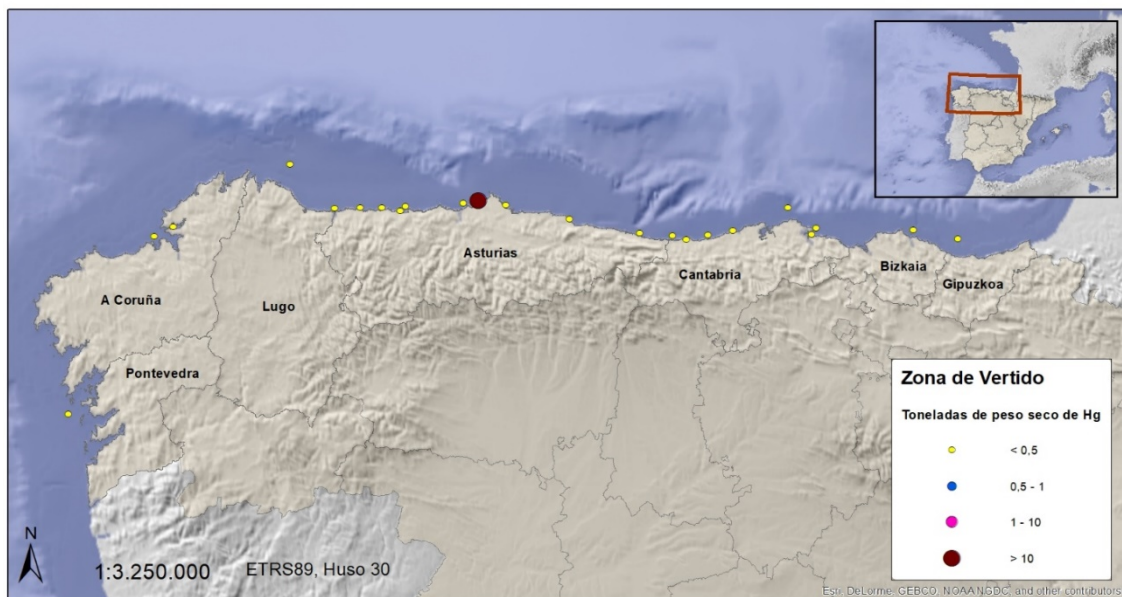 Asturias
Cantabria
Bizkaia
Gipuzkoa
A Coruña
Lugo
Pontevedra
Zona de Vertido
Toneladas de peso seco de Hg
< 0,5
0,5 - 1
1 - 10
> 10
N
1:3.250.000
ETRS89, Huso 30
Esri, DeLorme, GEBCO, NOAA NGDC, and other contributors